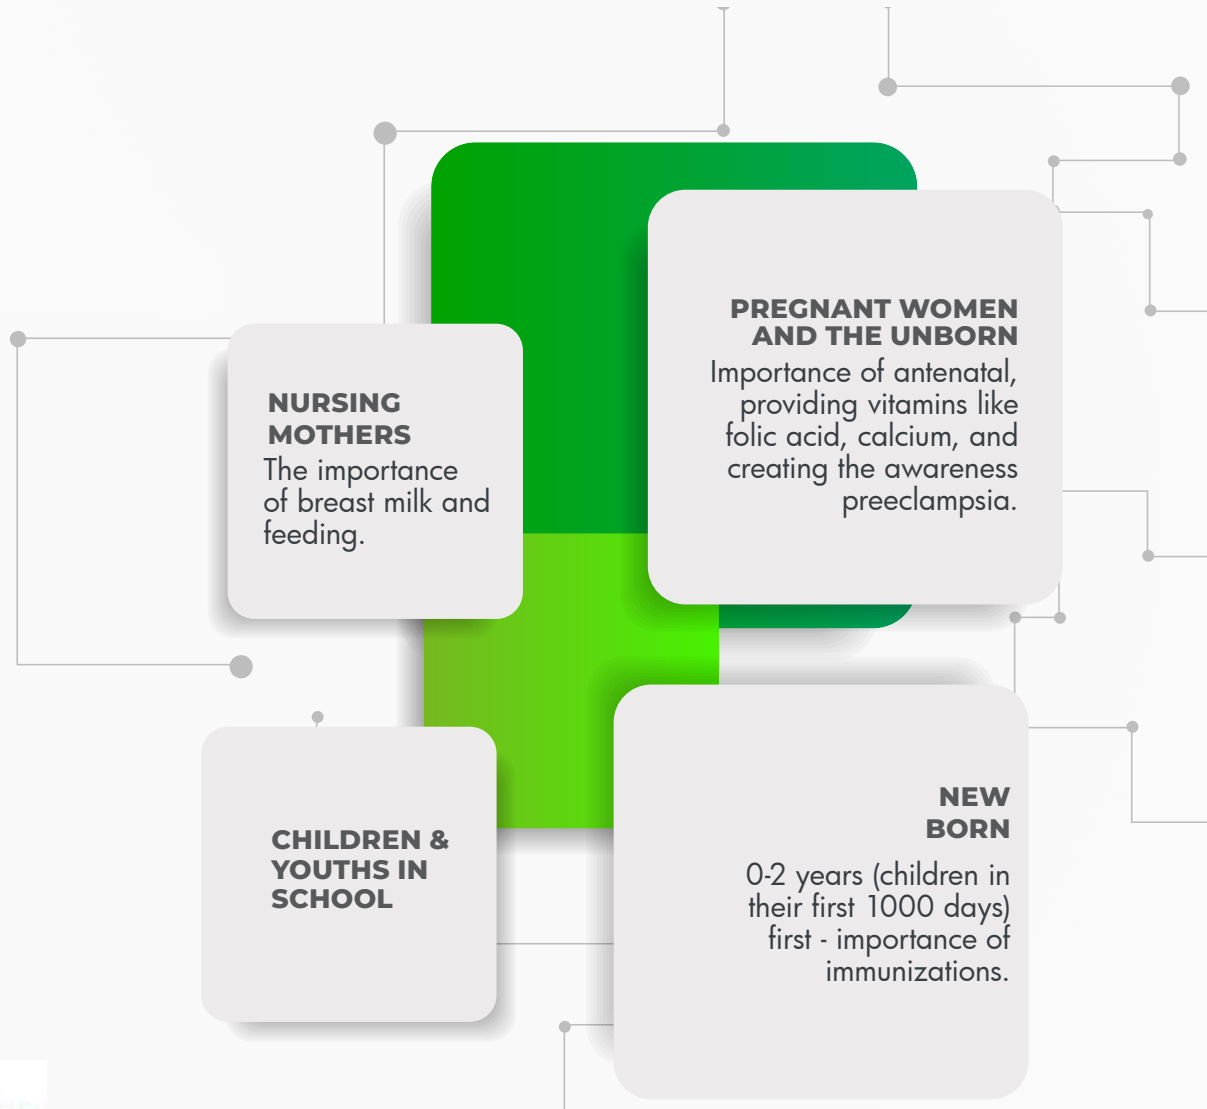 PREGNANT WOMEN
AND THE UNBORN
Importance of antenatal,
providing vitamins like
folic acid, calcium, and
creating the awareness
preeclampsia.
NURSING
MOTHERS
The importance
of breast milk and
feeding.
NEW
BORN
0-2 years (children in
their first 1000 days)
first - importance of
immunizations.
CHILDREN &
YOUTHS IN
SCHOOL